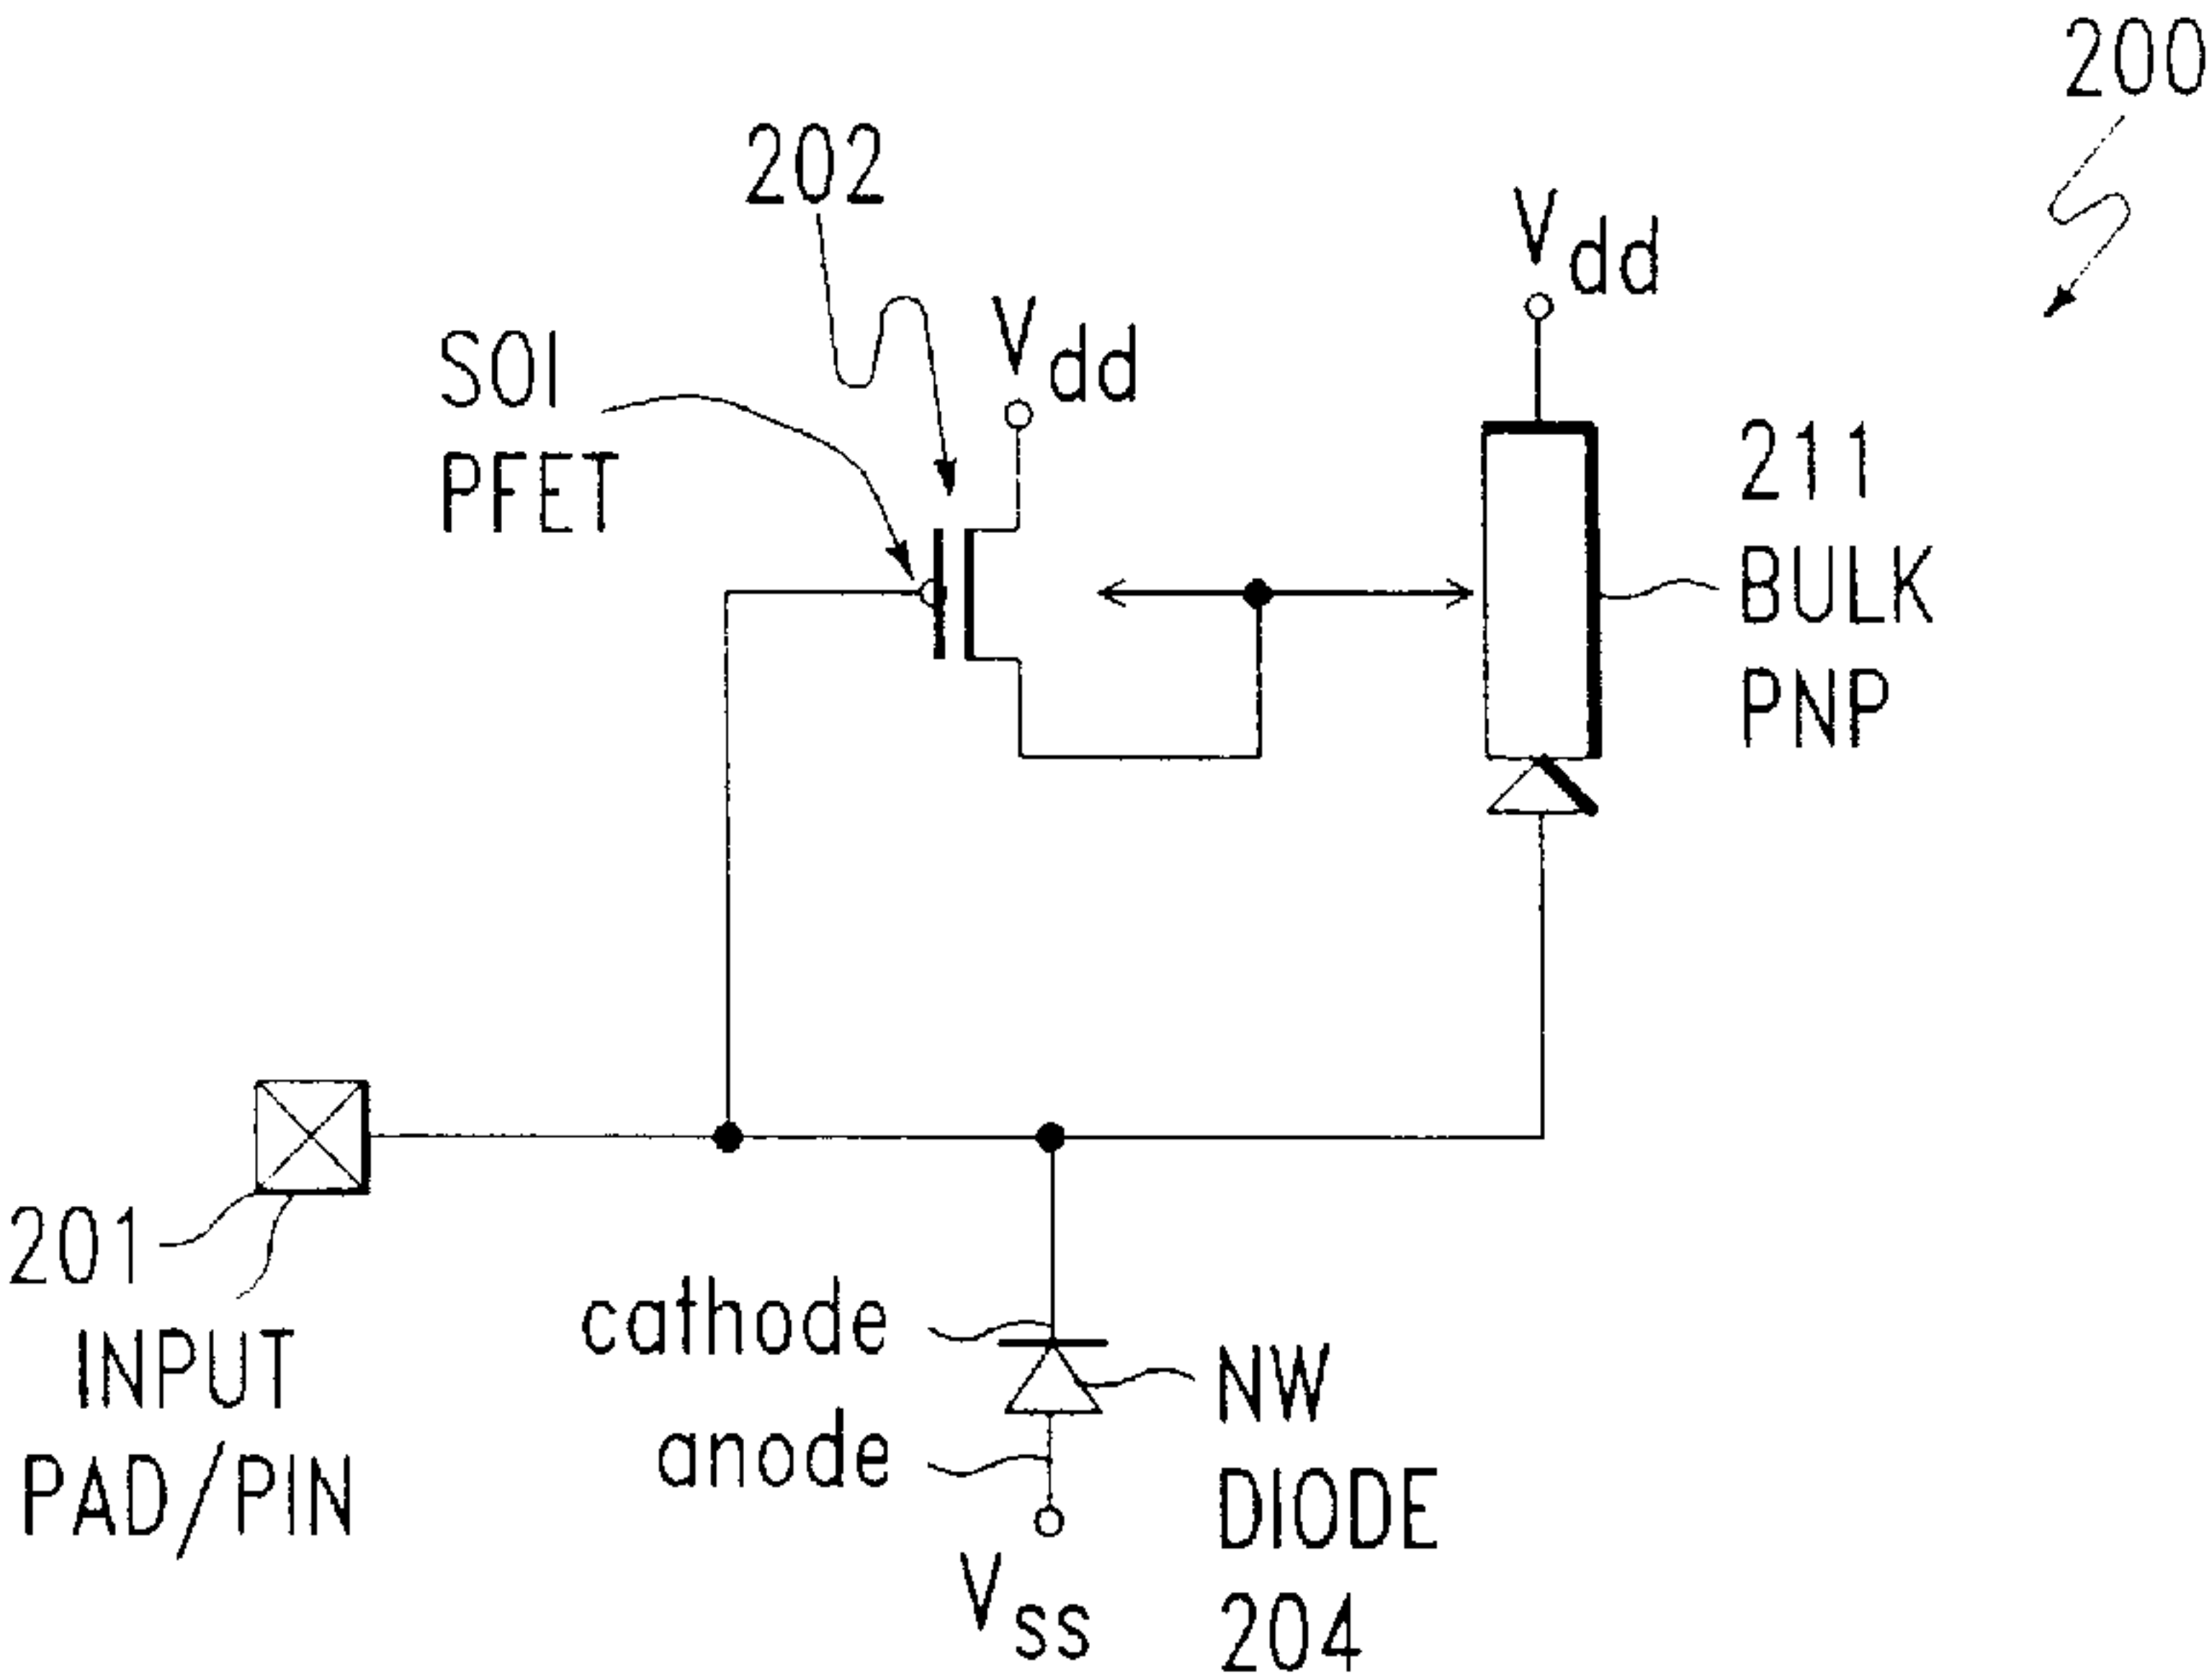 200
202
Vdd
Vdd
SOI
PFET
211
BULK
PNP
201
INPUT
PAD/PIN
cathode
anode
NW
DIODE
204
Vss